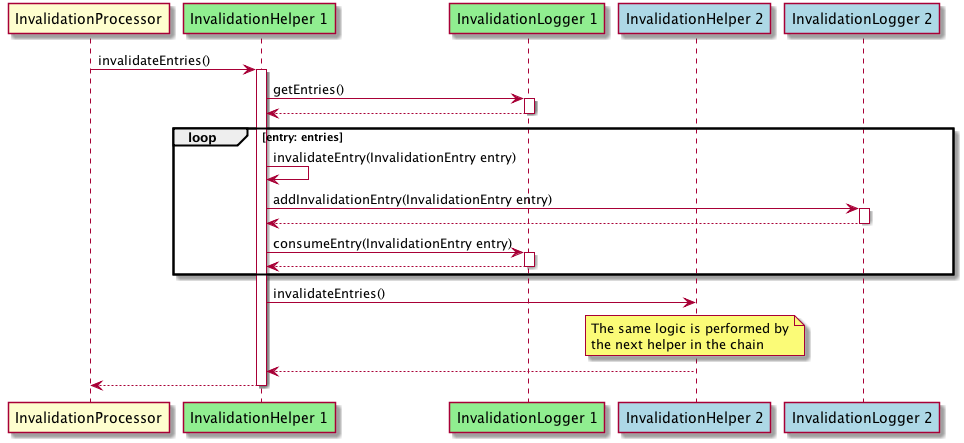 InvalidationProcessor
InvalidationHelper 1
InvalidationLogger 1
InvalidationHelper 2
InvalidationLogger 2
invalidateEntries()
getEntries()
loop
[entry: entries]
invalidateEntry(InvalidationEntry entry)
addInvalidationEntry(InvalidationEntry entry)
consumeEntry(InvalidationEntry entry)
invalidateEntries()
The same logic is performed by
the next helper in the chain
InvalidationProcessor
InvalidationHelper 1
InvalidationLogger 1
InvalidationHelper 2
InvalidationLogger 2